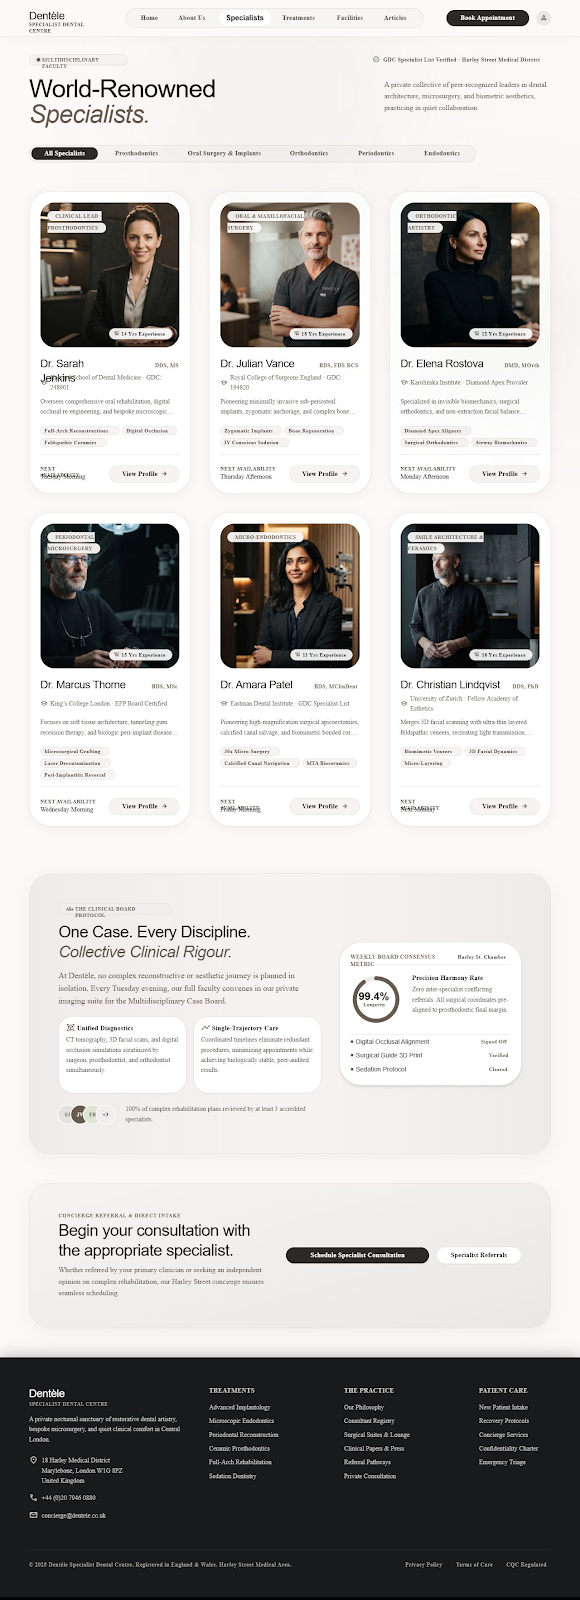 Dentèle
SPECIALIST DENTAL
CENTRE
Home
About Us
Specialists
Treatments
Facilities
Articles
Book Appointment
MULTIDISCIPLINARY
FACULTY
GDC Specialist List Verified · Harley Street Medical District
World-Renowned
Specialists.
A private collective of peer-recognized leaders in dental
architecture, microsurgery, and biometric aesthetics,
practicing in quiet collaboration.
All Specialists
Prosthodontics
Oral Surgery & Implants
Orthodontics
Periodontics
Endodontics
CLINICAL LEAD
PROSTHODONTICS
14 Yrs Experience
Dr. Sarah
Jenkins
DDS, MS
School of Dental Medicine · GDC:
248901
Oversees comprehensive oral rehabilitation, digital
occlusal re-engineering, and bespoke microscopic...
Full-Arch Reconstructions
Digital Occlusion
Feldspathic Ceramics
NEXT
AVAILABILITY
Tuesday Morning
View Profile
ORAL & MAXILLOFACIAL
SURGERY
18 Yrs Experience
Dr. Julian Vance
BDS, FDS RCS
Royal College of Surgeons England · GDC:
194820
Pioneering minimally invasive sub-periosteal
implants, zygomatic anchorage, and complex bone...
Zygomatic Implants
Bone Regeneration
IV Conscious Sedation
NEXT AVAILABILITY
Thursday Afternoon
View Profile
ORTHODONTIC
ARTISTRY
12 Yrs Experience
Dr. Elena Rostova
DMD, MOrth
Karolinska Institute · Diamond Apex Provider
Specialized in invisible biomechanics, surgical
orthodontics, and non-extraction facial balance...
Diamond Apex Aligners
Surgical Orthodontics
Airway Biomechanics
NEXT AVAILABILITY
Monday Afternoon
View Profile
PERIODONTAL
MICROSURGERY
15 Yrs Experience
Dr. Marcus Thorne
BDS, MSc
King's College London · EFP Board Certified
Focuses on soft tissue architecture, tunneling gum
recession therapy, and biologic peri-implant disease...
Microsurgical Grafting
Laser Decontamination
Peri-Implantitis Reversal
NEXT AVAILABILITY
Wednesday Morning
View Profile
MICRO-ENDODONTICS
11 Yrs Experience
Dr. Amara Patel
BDS, MClinDent
Eastman Dental Institute · GDC Specialist List
Pioneering high-magnification surgical apicoectomies,
calcified canal salvage, and biomimetic bonded cor...
30x Micro-Surgery
Calcified Canal Navigation
MTA Bioceramics
NEXT
AVAILABILITY
Friday Morning
View Profile
SMILE ARCHITECTURE &
CERAMICS
16 Yrs Experience
Dr. Christian Lindqvist
DDS, PhD
University of Zurich · Fellow Academy of
Esthetics
Merges 3D facial scanning with ultra-thin layered
feldspathic veneers, recreating light transmission...
Biomimetic Veneers
3D Facial Dynamics
Micro-Layering
NEXT
AVAILABILITY
Next Monday
View Profile
THE CLINICAL BOARD
PROTOCOL
One Case. Every Discipline.
Collective Clinical Rigour.
At Dentèle, no complex reconstructive or aesthetic journey is planned in
isolation. Every Tuesday evening, our full faculty convenes in our private
imaging suite for the Multidisciplinary Case Board.
Unified Diagnostics
CT tomography, 3D facial scans, and digital
occlusion simulations scrutinized by
surgeon, prosthodontist, and orthodontist
simultaneously.
Single-Trajectory Care
Coordinated timelines eliminate redundant
procedures, minimizing appointments while
achieving biologically stable, peer-audited
results.
SJ
JV
ER
+3
100% of complex rehabilitation plans reviewed by at least 3 accredited
specialists.
WEEKLY BOARD CONSENSUS
METRIC
Harley St. Chamber
99.4%
Longevity
Precision Harmony Rate
Zero inter-specialist conflicting
referrals. All surgical coordinates pre-
aligned to prosthodontic final margin.
Digital Occlusal Alignment
Signed Off
Surgical Guide 3D Print
Verified
Sedation Protocol
Cleared
CONCIERGE REFERRAL & DIRECT INTAKE
Begin your consultation with
the appropriate specialist.
Whether referred by your primary clinician or seeking an independent
opinion on complex rehabilitation, our Harley Street concierge ensures
seamless scheduling.
Schedule Specialist Consultation
Specialist Referrals
Dentèle
SPECIALIST DENTAL CENTRE
A private nocturnal sanctuary of restorative dental artistry,
bespoke microsurgery, and quiet clinical comfort in Central
London.
18 Harley Medical District
Marylebone, London W1G 8PZ
United Kingdom
+44 (0)20 7946 0880
concierge@dentele.co.uk
TREATMENTS
Advanced Implantology
Microscopic Endodontics
Periodontal Reconstruction
Ceramic Prosthodontics
Full-Arch Rehabilitation
Sedation Dentistry
THE PRACTICE
Our Philosophy
Consultant Registry
Surgical Suites & Lounge
Clinical Papers & Press
Referral Pathways
Private Consultation
PATIENT CARE
New Patient Intake
Recovery Protocols
Concierge Services
Confidentiality Charter
Emergency Triage
© 2025 Dentèle Specialist Dental Centre. Registered in England & Wales. Harley Street Medical Area.
Privacy Policy
Terms of Care
CQC Regulated